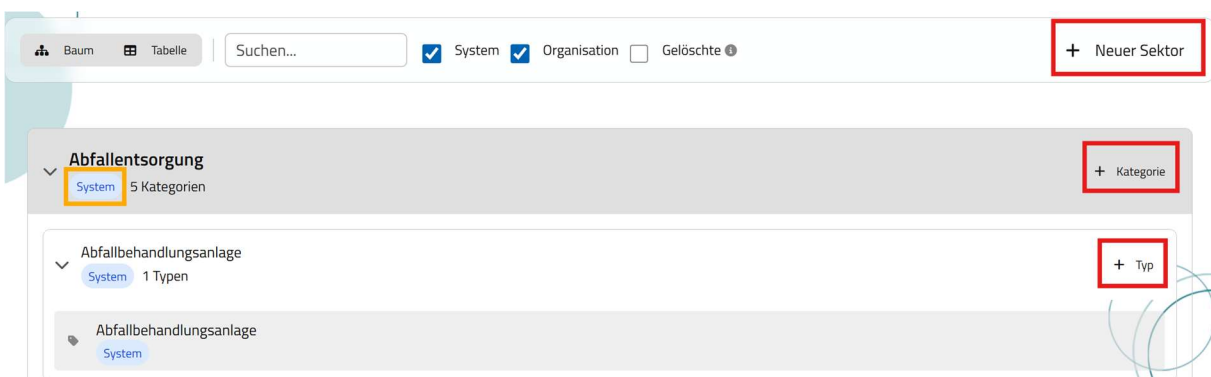 Baum Tabelle Suchen... System Organisation Gelöschte + Neuer Sektor
Abfallentsorgung
System 5 Kategorien
+ Kategorie
Abfallbehandlungsanlage
System 1 Typen
+ Typ
Abfallbehandlungsanlage
System